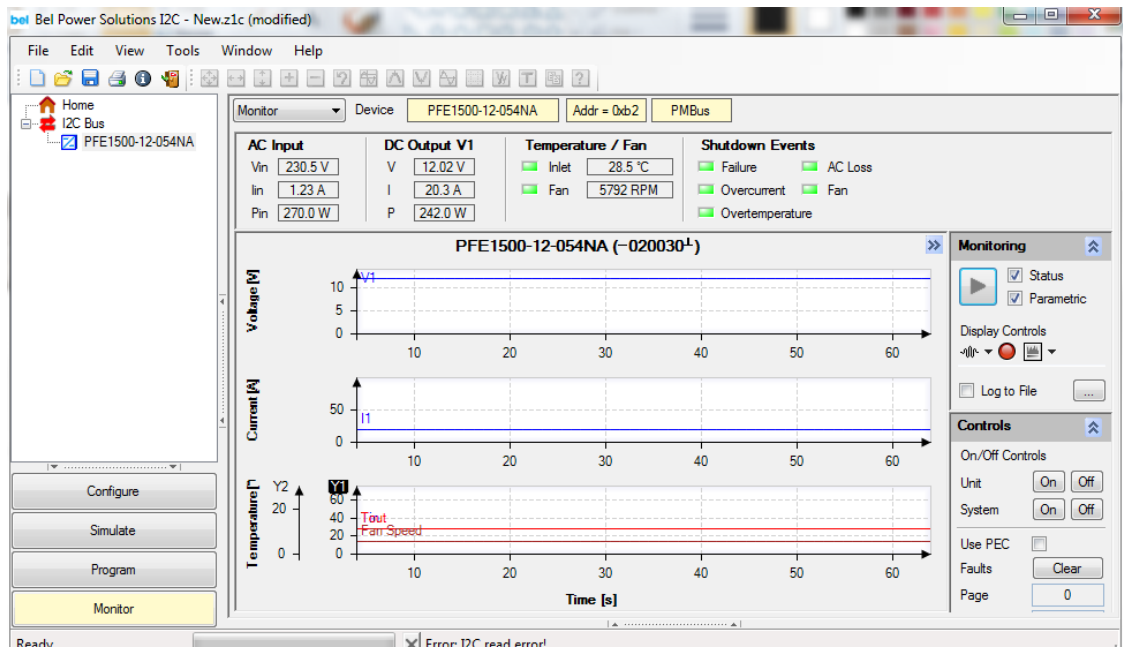 bel Bel Power Solutions I2C - New.z1c (modified)
File Edit View Tools Window Help
Home
I2C Bus
PFE1500-12-054NA
Monitor Device PFE1500-12-054NA Addr = 0xb2 PMBus
AC Input DC Output V1 Temperature / Fan Shutdown Events
Vin 230.5 V V 12.02 V Inlet 28.5 °C Failure AC Loss
Iin 1.23 A I 20.3 A Fan 5792 RPM Overcurrent Fan
Pin 270.0 W P 242.0 W Overtemperature
PFE1500-12-054NA (−020030┴)
Voltage [V]
V1
10
5
0
10 20 30 40 50 60
Current [A]
50
I1
0
10 20 30 40 50 60
Temperature [
Y2 Y1
20
0
60
40
20
0
Fan Speed
10 20 30 40 50 60
Time [s]
Monitoring
Status
Parametric
Display Controls
Log to File ...
Controls
On/Off Controls
Unit On Off
System On Off
Use PEC
Faults Clear
Page 0
Configure
Simulate
Program
Monitor
Ready
Error: I2C read error!